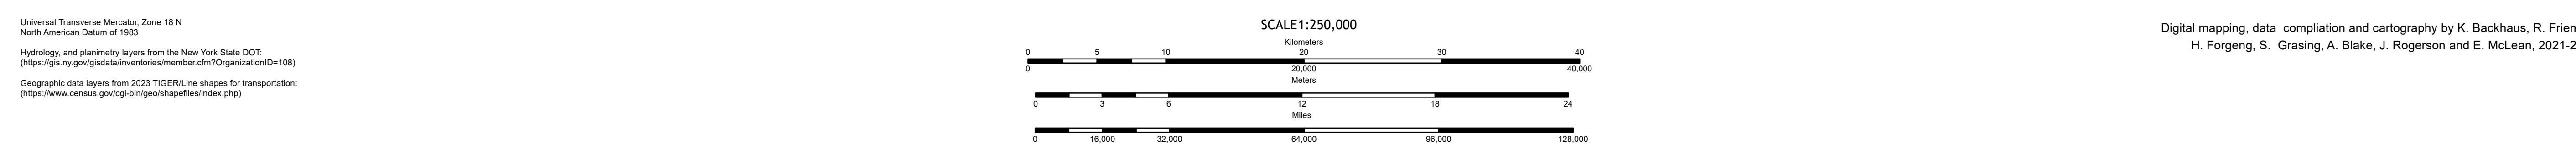 Universal Transverse Mercator, Zone 18 N
North American Datum of 1983
Hydrology, and planimetry layers from the New York State DOT:
(https://gis.ny.gov/gisdata/inventories/member.cfm?OrganizationID=108)
Geographic data layers from 2023 TIGER/Line shapes for transportation:
(https://www.census.gov/cgi-bin/geo/shapefiles/index.php)
SCALE1:250,000
Kilometers
0 5 10 20 30 40
0 20,000 40,000
Meters
0 3 6 12 18 24
Miles
0 16,000 32,000 64,000 96,000 128,000
Digital mapping, data compliation and cartography by K. Backhaus, R. Friem
H. Forgeng, S. Grasing, A. Blake, J. Rogerson and E. McLean, 2021-2